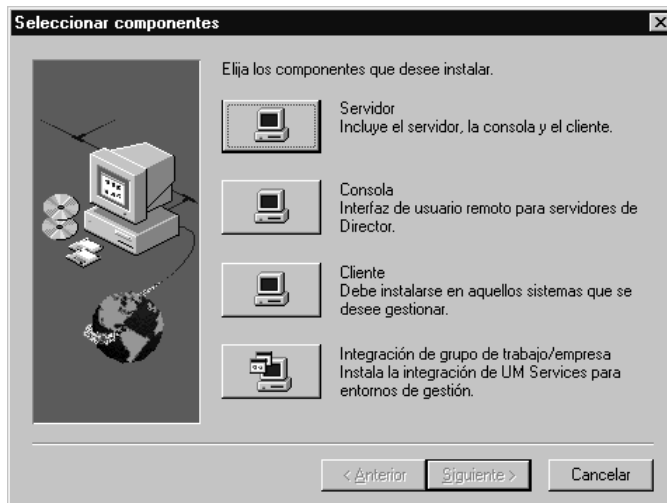 Seleccionar componentes
Elija los componentes que desee instalar.
Servidor
Incluye el servidor, la consola y el cliente.
Consola
Interfaz de usuario remoto para servidores de
Director.
Cliente
Debe instalarse en aquellos sistemas que se
desee gestionar.
Integración de grupo de trabajo/empresa
Instala la integración de UM Services para
entornos de gestión.
< Anterior
Siguiente >
Cancelar